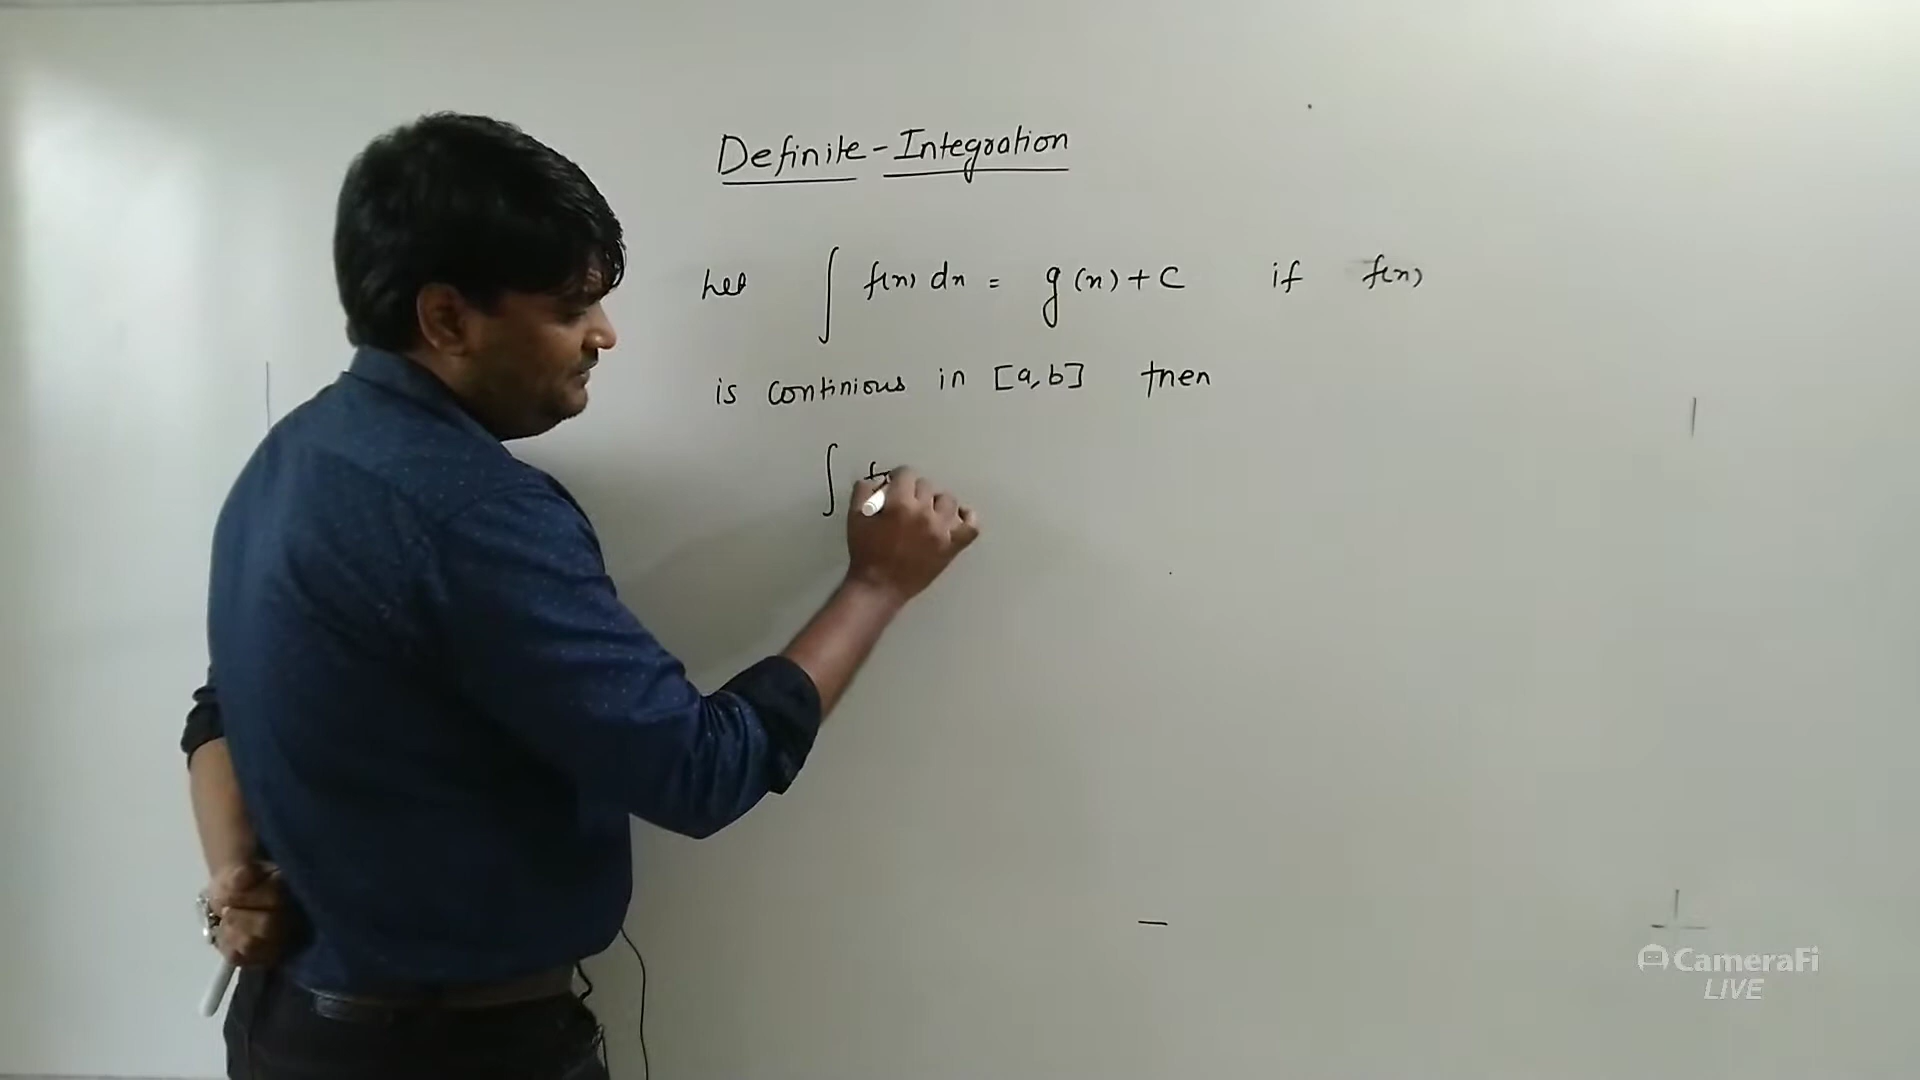 Definite-Integration
Let ∫ f(x) dx = g(x) + C if f(x)
is continious in [a,b] then
∫ f
CameraFi
LIVE